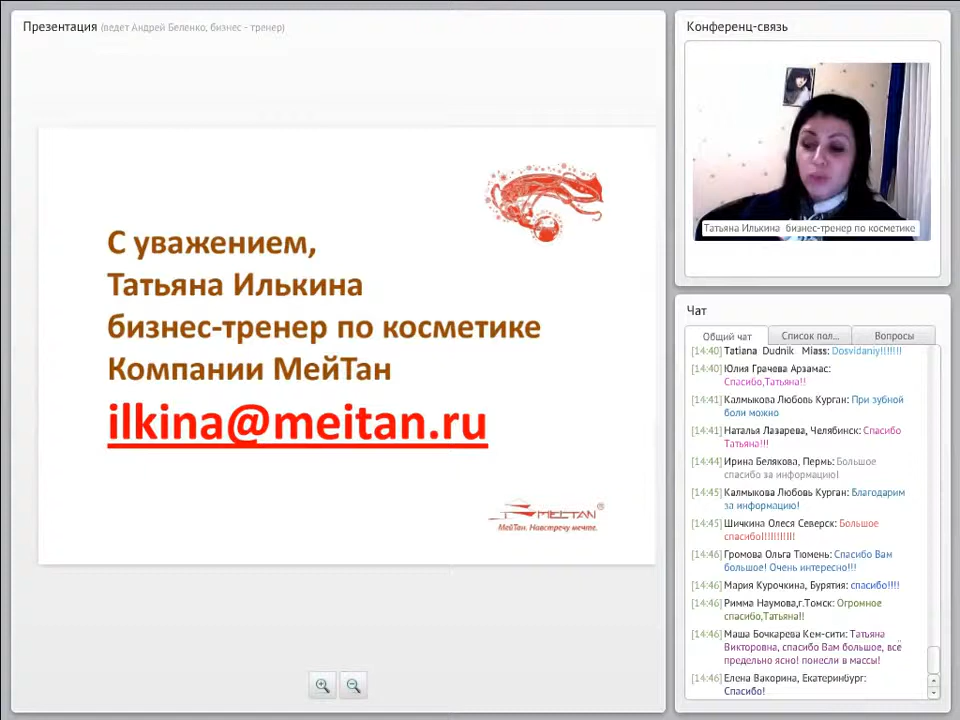 Презентация (ведет Андрей Беленко, бизнес - тренер)
С уважением,
Татьяна Илькина
бизнес-тренер по косметике
Компании МейТан
ilkina@meitan.ru
MEITAN®
МейТан. Навстречу мечте.
Конференц-связь
Татьяна Илькина бизнес-тренер по косметике
Чат
Общий чат
Список пол...
Вопросы
[14:40] Tatiana Dudnik Miass: Dosvidaniy!!!!!!!
[14:40] Юлия Грачева Арзамас:
Спасибо,Татьяна!!
[14:41] Калмыкова Любовь Курган: При зубной
боли можно
[14:41] Наталья Лазарева, Челябинск: Спасибо
Татьяна!!!
[14:44] Ирина Белякова, Пермь: Большое
спасибо за информацию!
[14:45] Калмыкова Любовь Курган: Благодарим
за информацию!
[14:45] Шичкина Олеся Северск: Большое
спасибо!!!!!!!!!!!
[14:46] Громова Ольга Тюмень: Спасибо Вам
большое! Очень интересно!!!
[14:46] Мария Курочкина, Бурятия: спасибо!!!!
[14:46] Римма Наумова,г.Томск: Огромное
спасибо,Татьяна!!
[14:46] Маша Бочкарева Кем-сити: Татьяна
Викторовна, спасибо Вам большое, всё
предельно ясно! понесли в массы!
[14:46] Елена Вакорина, Екатеринбург:
Спасибо!